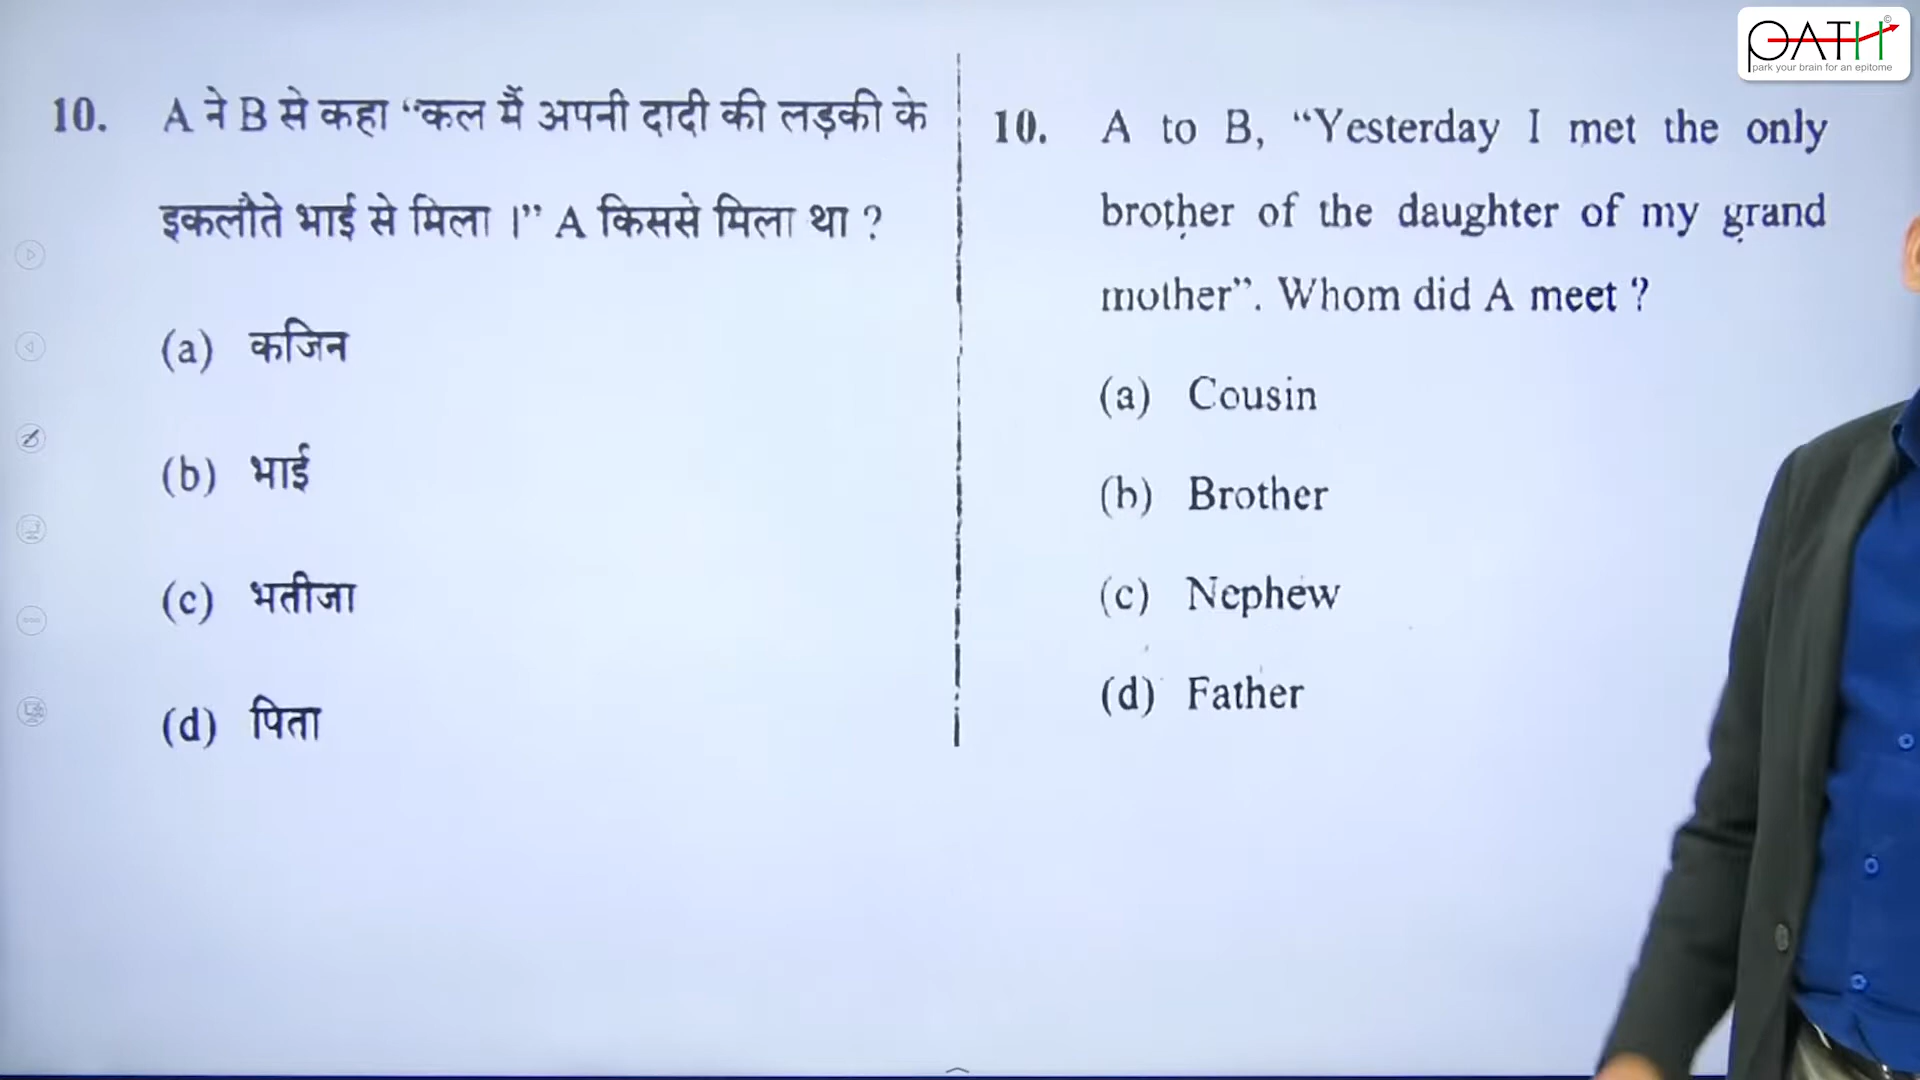 PATH
©
park your brain for an epitome
10. A ने B से कहा “कल मैं अपनी दादी की लड़की के
इकलौते भाई से मिला ।” A किससे मिला था ?
(a) कजिन
(b) भाई
(c) भतीजा
(d) पिता
10. A to B, “Yesterday I met the only
brother of the daughter of my grand
mother”. Whom did A meet ?
(a) Cousin
(b) Brother
(c) Nephew
(d) Father